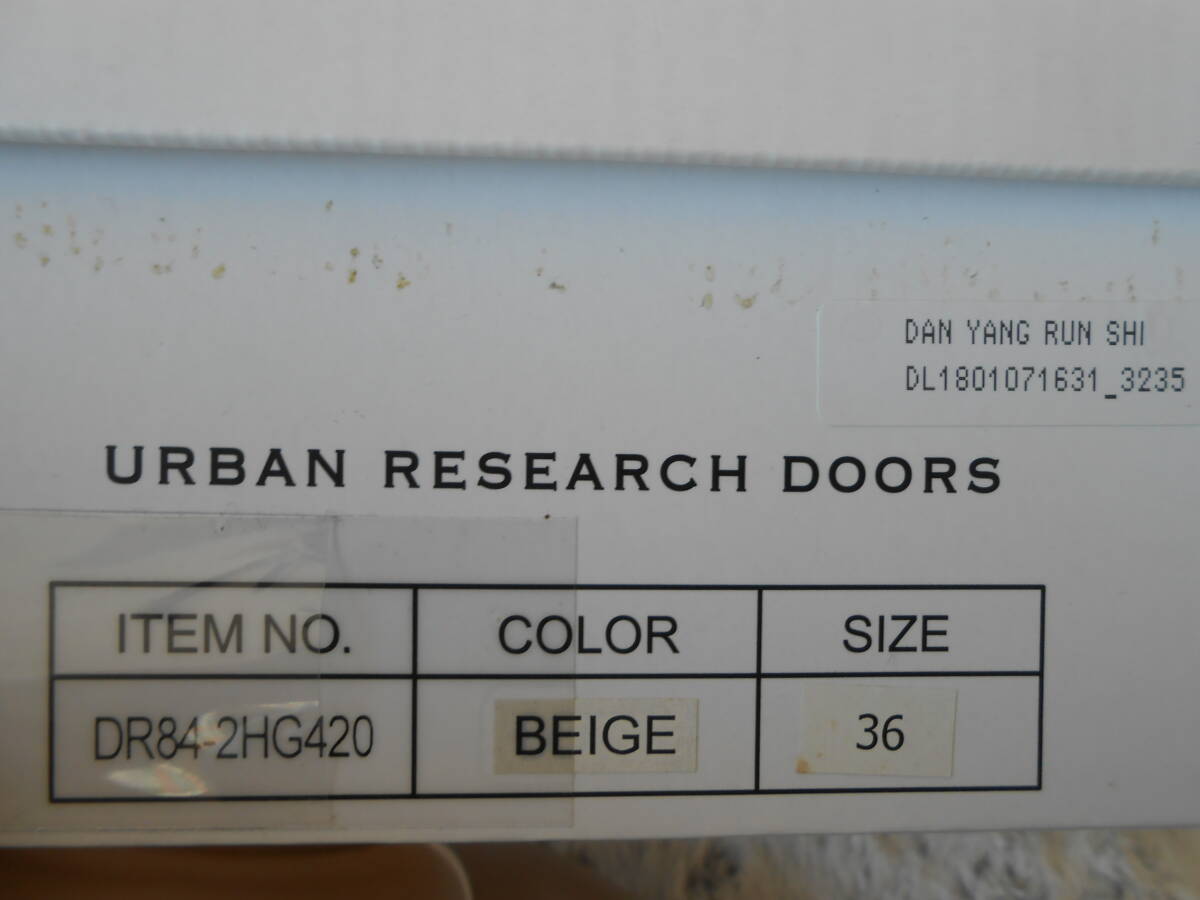 DAN YANG RUN SHI
DL1801071631_3235
URBAN RESEARCH DOORS
ITEM NO. COLOR SIZE
DR84-2HG420 BEIGE 36